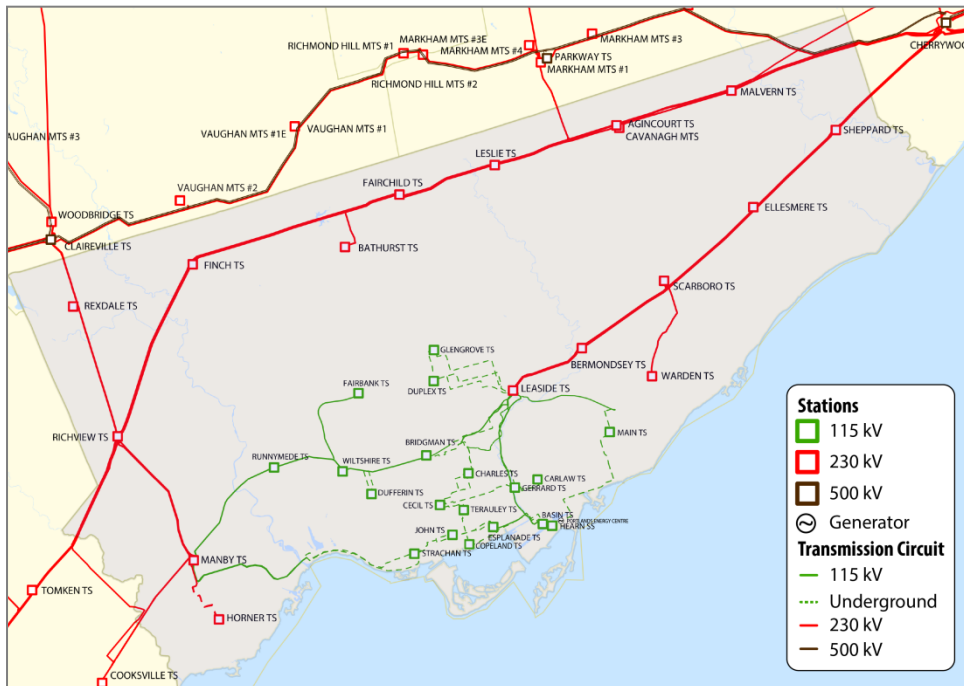 MARKHAM MTS #3E
RICHMOND HILL MTS #1
MARKHAM MTS #4
MARKHAM MTS #3
CHERRYWOO
PARKWAY TS
MARKHAM MTS #1
RICHMOND HILL MTS #2
MALVERN TS
AUGHAN MTS #3
VAUGHAN MTS #1E
VAUGHAN MTS #1
AGINCOURT TS
CAVANAGH MTS
SHEPPARD TS
LESLIE TS
FAIRCHILD TS
VAUGHAN MTS #2
WOODBRIDGE TS
ELLESMERE TS
CLAIREVILLE TS
BATHURST TS
FINCH TS
SCARBORO TS
REXDALE TS
GLENGROVE TS
BERMONDSEY TS
WARDEN TS
FAIRBANK TS
DUPLEX TS
LEASIDE TS
RICHVIEW TS
MAIN TS
BRIDGMAN TS
RUNNYMEDE TS
WILTSHIRE TS
CHARLES TS
CARLAW TS
DUFFERIN TS
GERRARD TS
CECIL TS
TERAULEY TS
BASIN TS
PORTLANDS ENERGY CENTRE
HEARN SS
JOHN TS
ESPLANADE TS
COPELAND TS
STRACHAN TS
MANBY TS
TOMKEN TS
HORNER TS
COOKSVILLE TS
Stations
115 kV
230 kV
500 kV
Generator
Transmission Circuit
115 kV
Underground
230 kV
500 kV